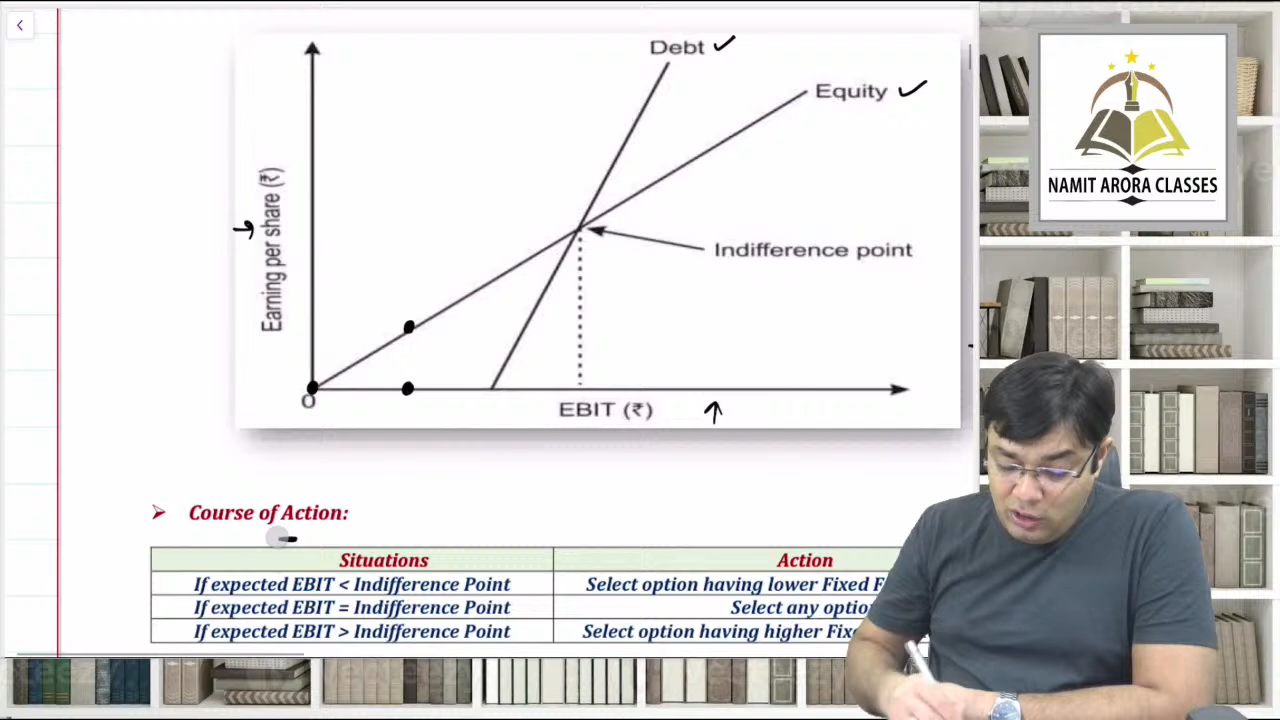 Debt
Equity
Earning per share (₹)
Indifference point
O
EBIT (₹)
NAMIT ARORA CLASSES
➢ Course of Action:
Situations Action
If expected EBIT < Indifference Point Select option having lower Fixed
If expected EBIT = Indifference Point Select any
If expected EBIT > Indifference Point Select option having higher